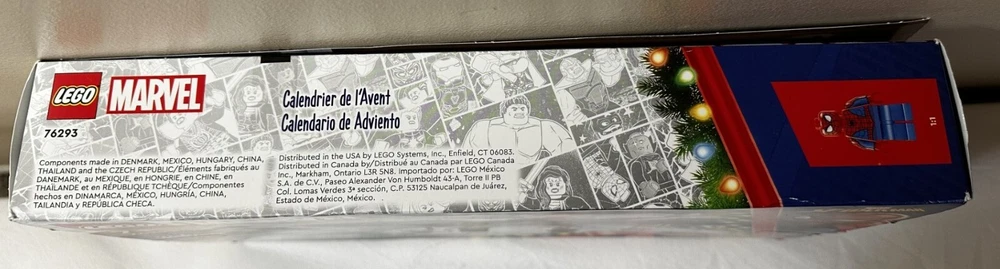 LEGO MARVEL
76293
Calendrier de l'Avent
Calendario de Adviento
Components made in DENMARK, MEXICO, HUNGARY, CHINA,
THAILAND and the CZECH REPUBLIC/Éléments fabriqués au
DANEMARK, au MEXIQUE, en HONGRIE, en CHINE, en
THAÏLANDE et en RÉPUBLIQUE TCHÈQUE/Componentes
hechos en DINAMARCA, MÉXICO, HUNGRÍA, CHINA,
TAILANDIA y REPÚBLICA CHECA.
Distributed in the USA by LEGO Systems, Inc., Enfield, CT 06083.
Distributed in Canada by/Distribué au Canada par LEGO Canada
Inc., Markham, Ontario L3R 5N8. Importado por: LEGO México
S.A. de C.V., Paseo Alexander Von Humboldt 43-A, Torre II PB
Col. Lomas Verdes 3ª sección, C.P. 53125 Naucalpan de Juárez,
Estado de México, México.
1:1